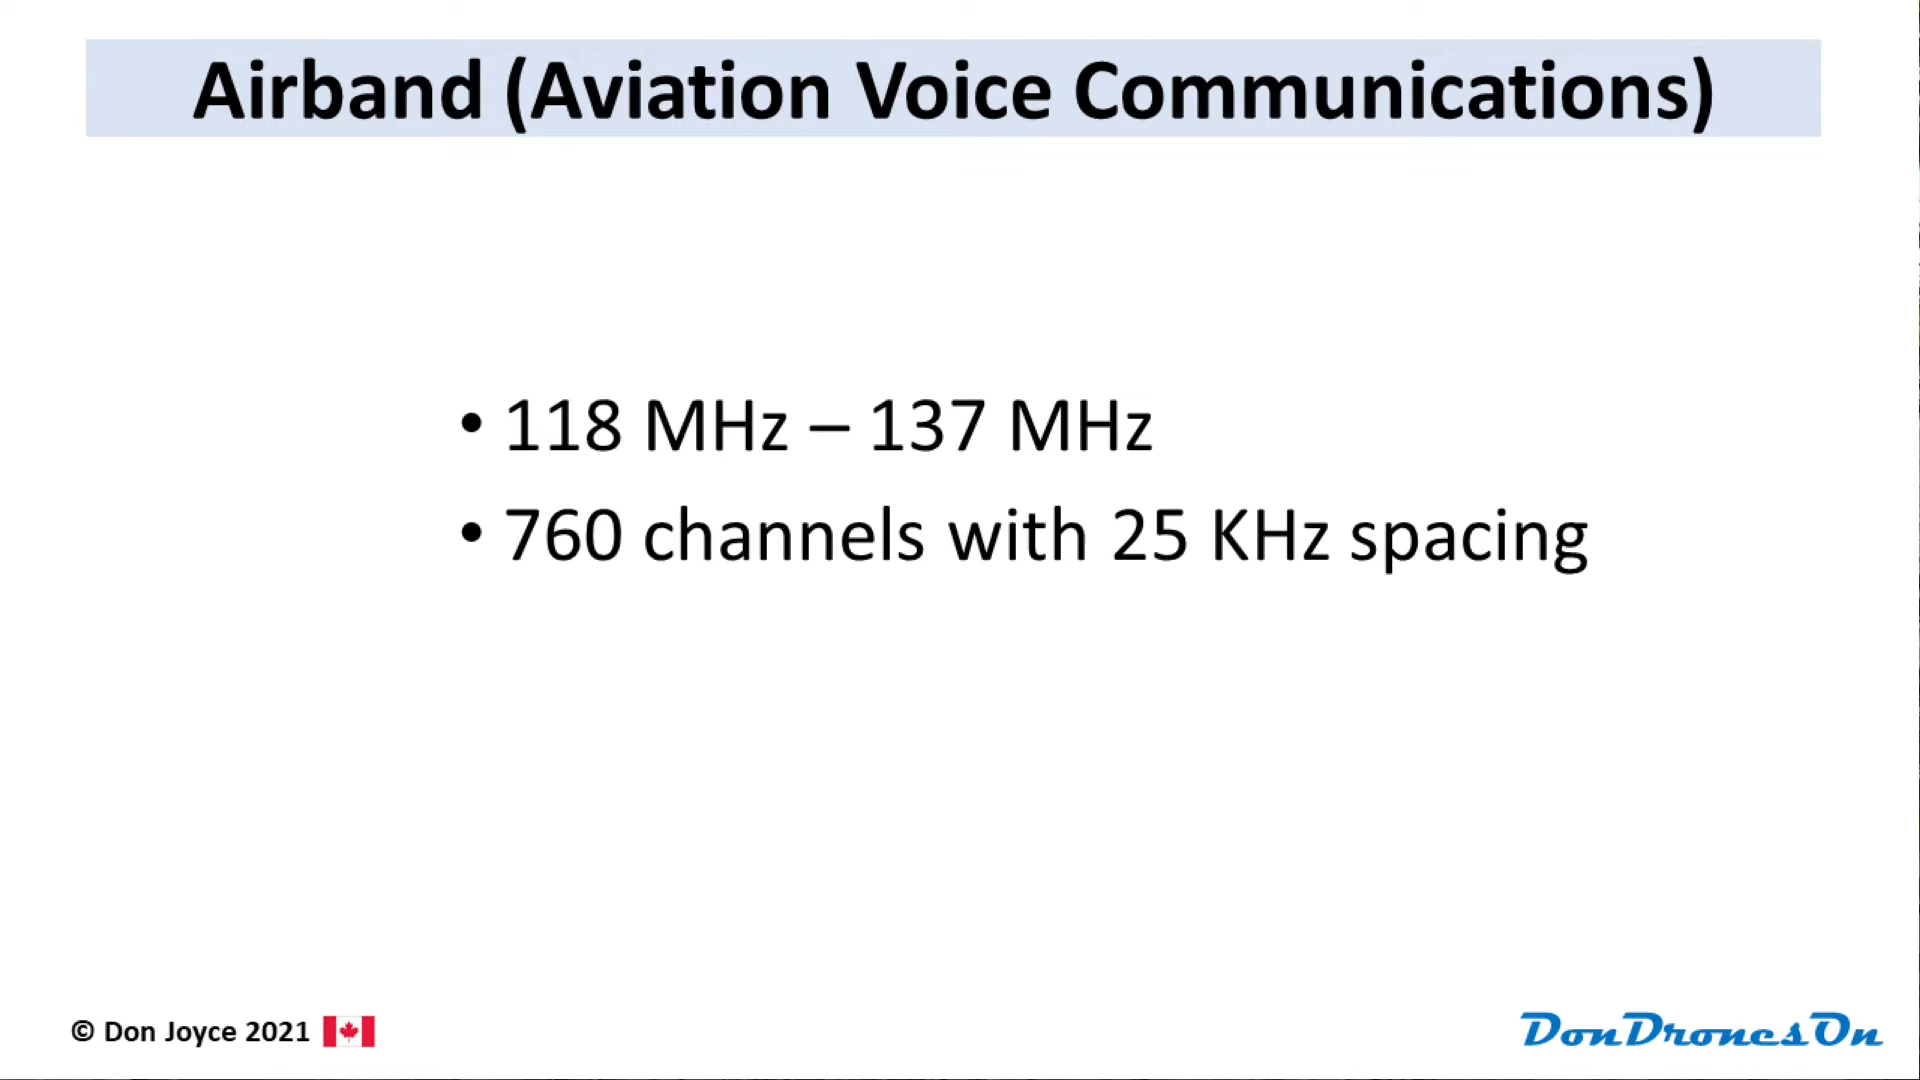 Airband (Aviation Voice Communications)
• 118 MHz – 137 MHz
• 760 channels with 25 KHz spacing
© Don Joyce 2021
DonDronesOn